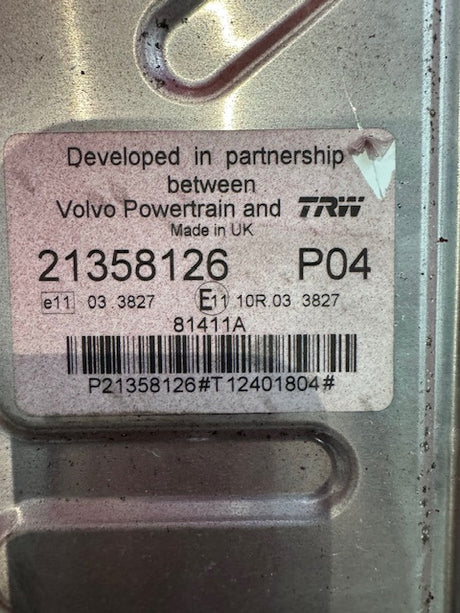 Developed in partnership
between
Volvo Powertrain and TRW
Made in UK
21358126 P04
e11 03 3827 E11 10R.03 3827
81411A
P21358126#T12401804#